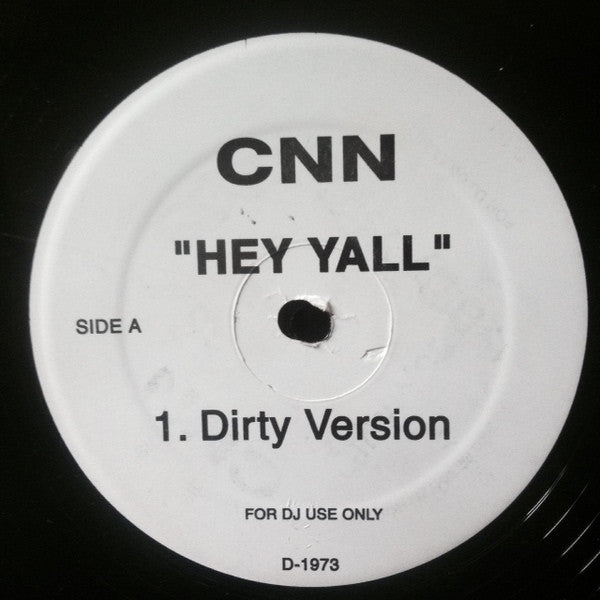 CNN
"HEY YALL"
SIDE A
1. Dirty Version
FOR DJ USE ONLY
D-1973